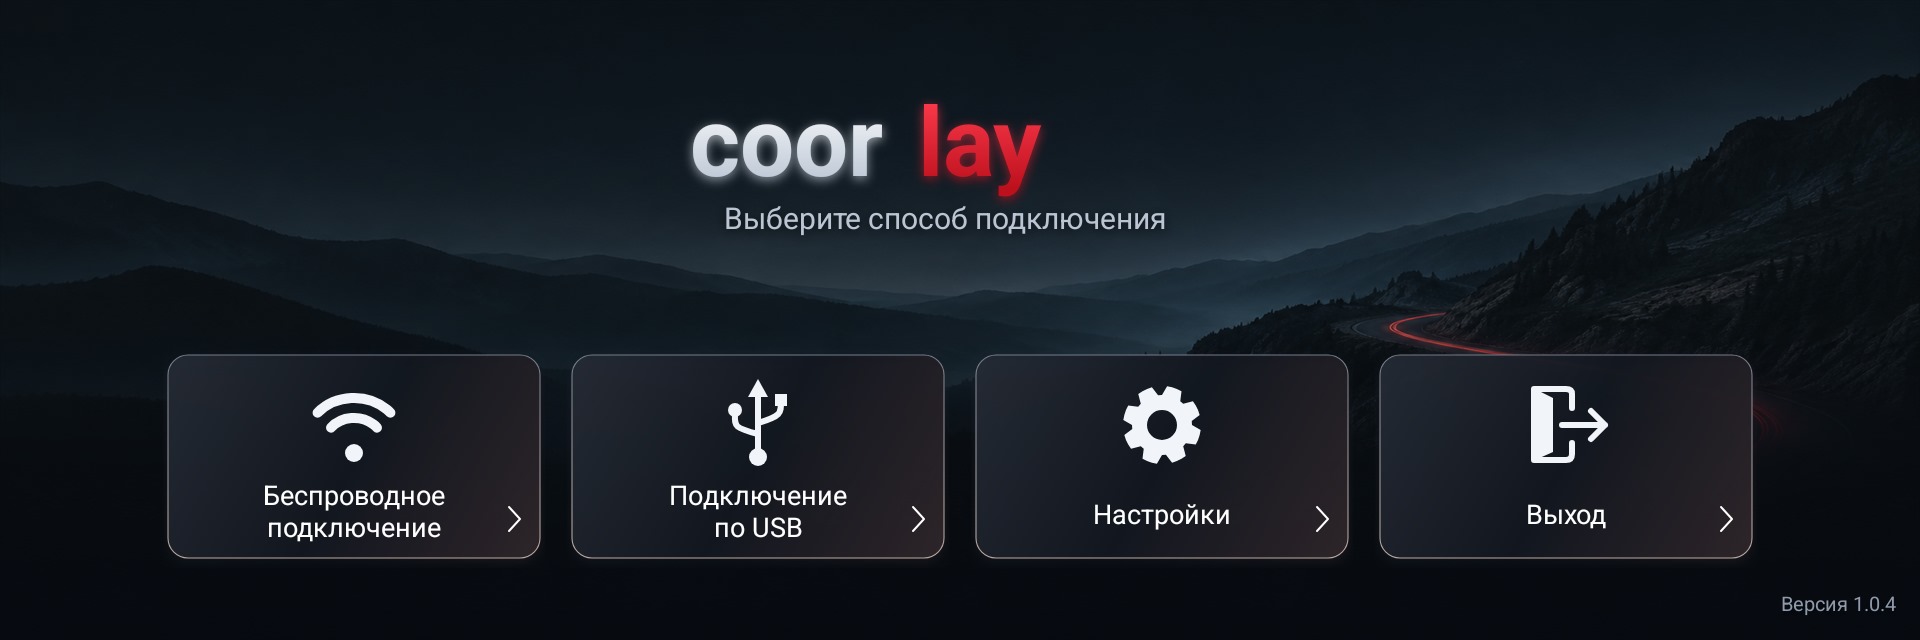 coor lay
Выберите способ подключения
Беспроводное
подключение
Подключение
по USB
Настройки
Выход
Версия 1.0.4